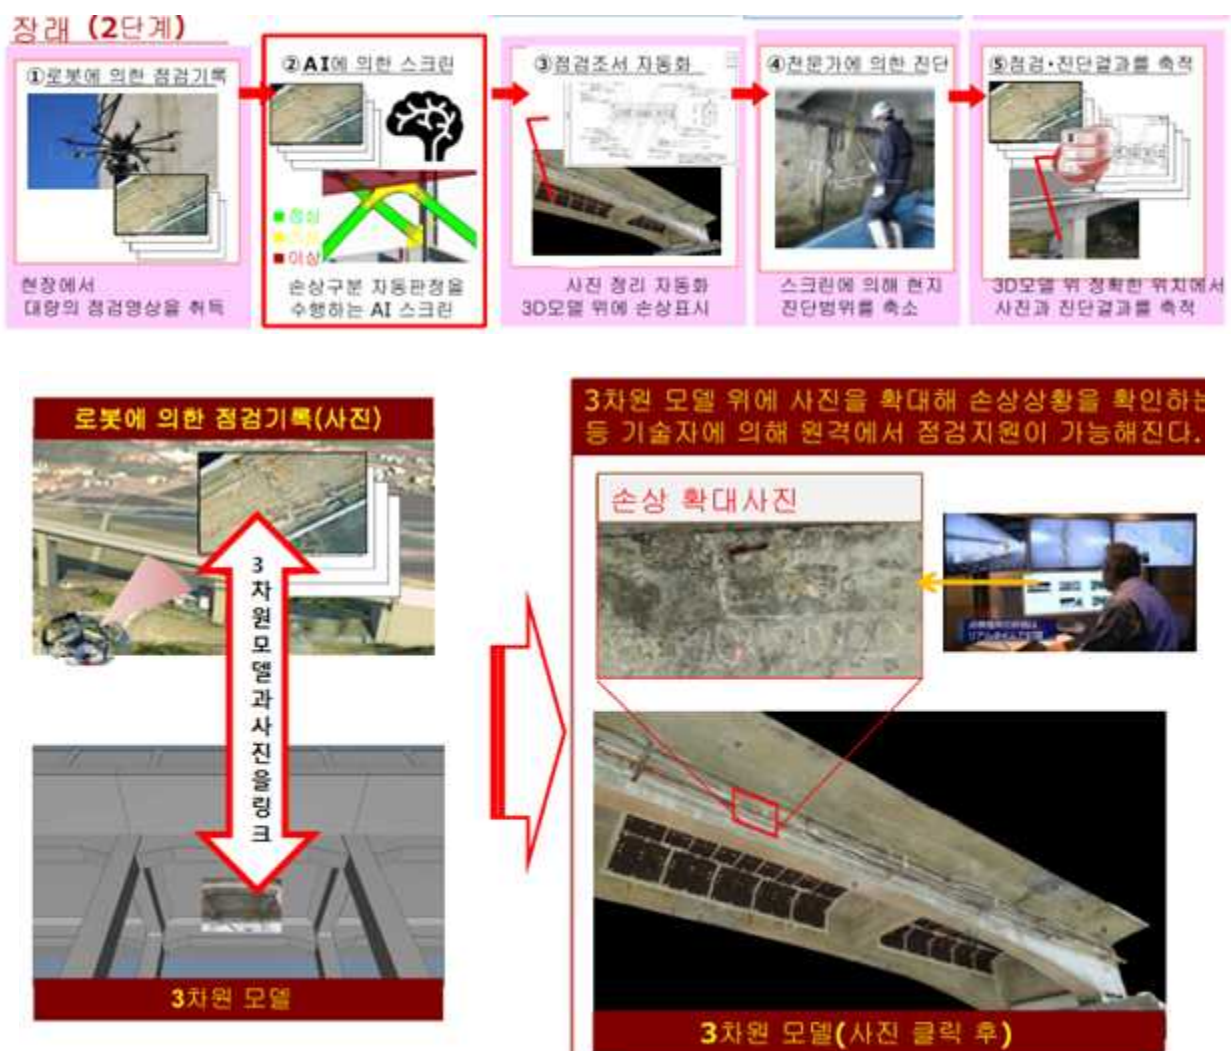 장래 (2단계)
①로봇에 의한 점검기록
현장에서
대량의 점검영상을 취득
②AI에 의한 스크린
정상
이상
손상구분 자동판정을
수행하는 AI 스크린
③점검조서 자동화
사진 정리 자동화
3D모델 위에 손상표시
④전문가에 의한 진단
스크린에 의해 현지
진단범위를 축소
⑤점검·진단결과를 축적
3D모델 위 정확한 위치에서
사진과 진단결과를 축적
로봇에 의한 점검기록(사진)
3차원모델과사진을링크
3차원 모델
3차원 모델 위에 사진을 확대해 손상상황을 확인하는
등 기술자에 의해 원격에서 점검지원이 가능해진다.
손상 확대사진
3차원 모델(사진 클릭 후)